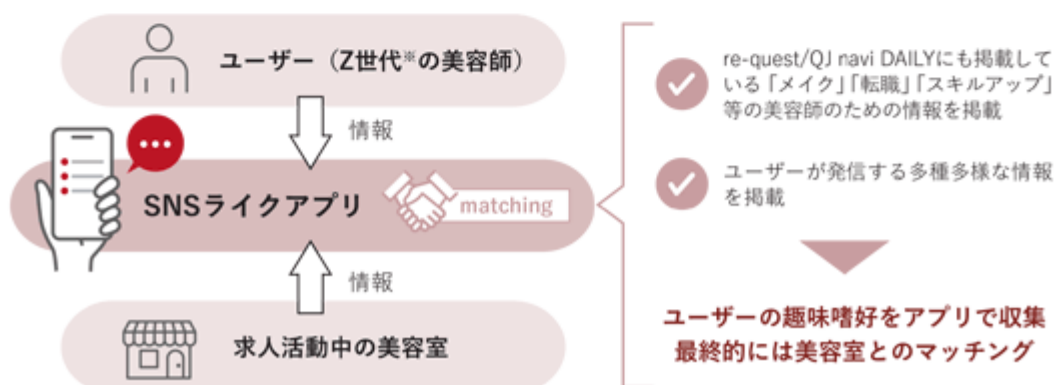 ユーザー（Z世代※の美容師）
情報
SNSライクアプリ
matching
情報
求人活動中の美容室
re-quest/QJ navi DAILYにも掲載して
いる「メイク」「転職」「スキルアップ」
等の美容師のための情報を掲載
ユーザーが発信する多種多様な情報
を掲載
ユーザーの趣味嗜好をアプリで収集
最終的には美容室とのマッチング